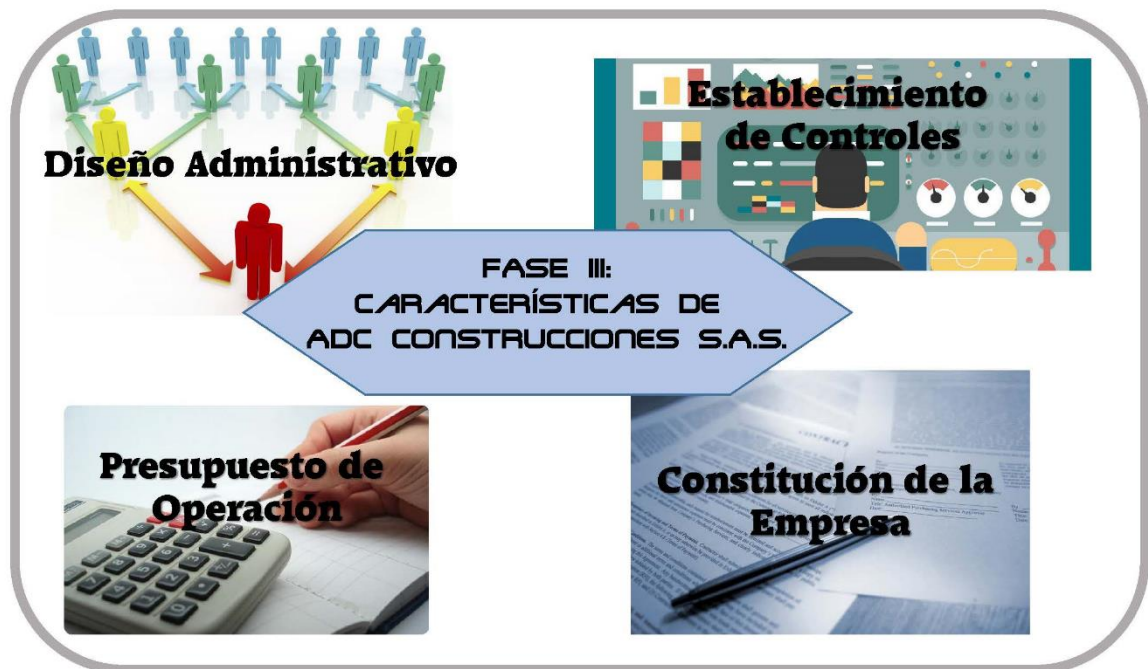 Diseño Administrativo
Establecimiento
de Controles
FASE III:
CARACTERÍSTICAS DE
ADC CONSTRUCCIONES S.A.S.
Presupuesto de
Operación
Constitución de la
Empresa